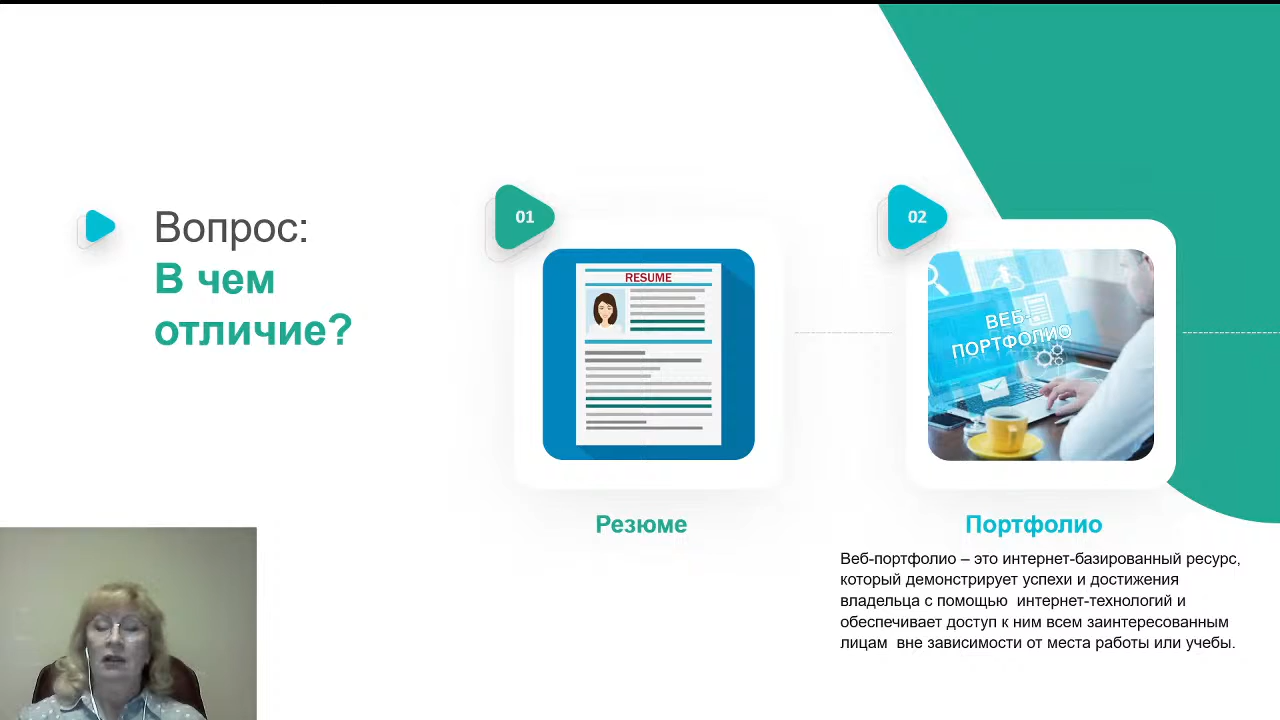 Вопрос:
В чем
отличие?
01
RESUME
Резюме
02
ВЕБ-
ПОРТФОЛИО
Портфолио
Веб-портфолио – это интернет-базированный ресурс,
который демонстрирует успехи и достижения
владельца с помощью  интернет-технологий и
обеспечивает доступ к ним всем заинтересованным
лицам  вне зависимости от места работы или учебы.